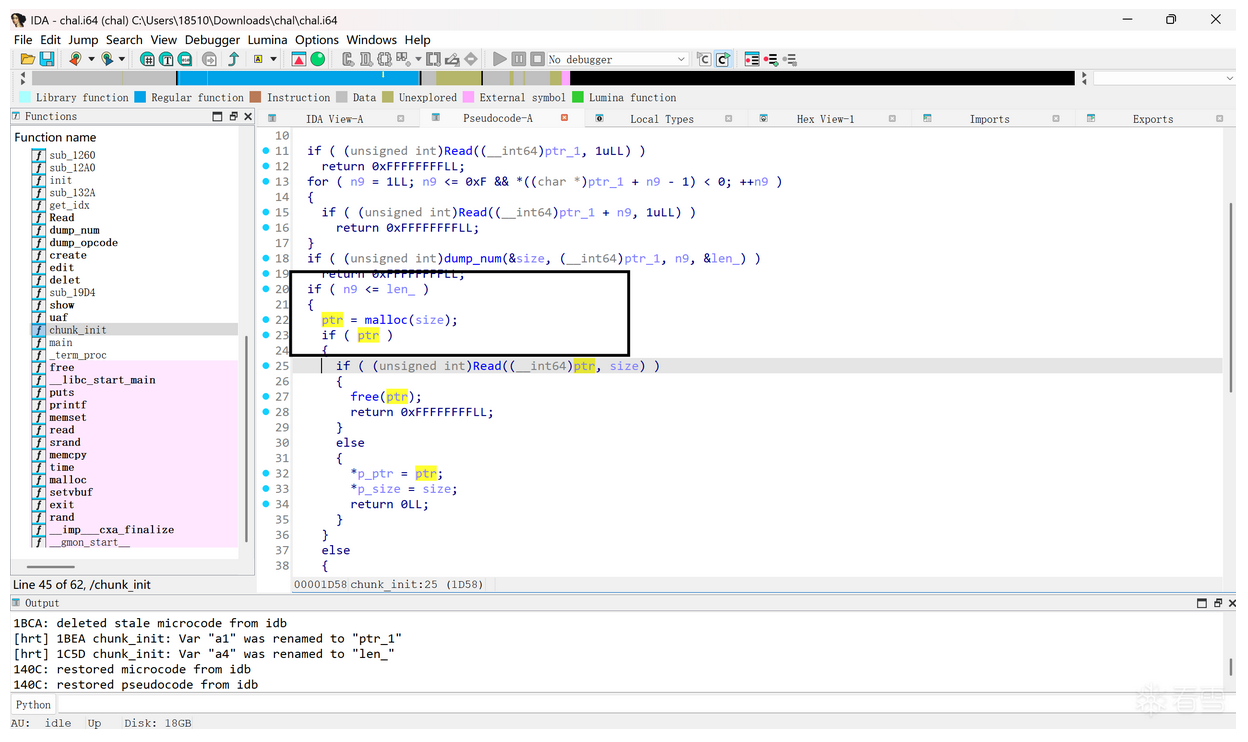 IDA - chal.i64 (chal) C:\Users\18510\Downloads\chal\chal.i64
File Edit Jump Search View Debugger Lumina Options Windows Help
No debugger
Library function Regular function Instruction Data Unexplored External symbol Lumina function
Functions
IDA View-A Pseudocode-A Local Types Hex View-1 Imports Exports
Function name
sub_1260
sub_12A0
init
sub_132A
get_idx
Read
dump_num
dump_opcode
create
edit
delet
sub_19D4
show
uaf
chunk_init
main
_term_proc
free
__libc_start_main
puts
printf
memset
read
srand
memcpy
time
malloc
setvbuf
exit
rand
__imp___cxa_finalize
__gmon_start__
Line 45 of 62, /chunk_init
10
11 if ( (unsigned int)Read((__int64)ptr_1, 1uLL) )
12 return 0xFFFFFFFFLL;
13 for ( n9 = 1LL; n9 <= 0xF && *((char *)ptr_1 + n9 - 1) < 0; ++n9 )
14 {
15 if ( (unsigned int)Read((__int64)ptr_1 + n9, 1uLL) )
16 return 0xFFFFFFFFLL;
17 }
18 if ( (unsigned int)dump_num(&size, (__int64)ptr_1, n9, &len_) )
19 return 0xFFFFFFFFLL;
20 if ( n9 <= len_ )
21 {
22 ptr = malloc(size);
23 if ( ptr )
24 {
25 if ( (unsigned int)Read((__int64)ptr, size) )
26 {
27 free(ptr);
28 return 0xFFFFFFFFLL;
29 }
30 else
31 {
32 *p_ptr = ptr;
33 *p_size = size;
34 return 0LL;
35 }
36 }
37 else
38 {
00001D58 chunk_init:25 (1D58)
Output
1BCA: deleted stale microcode from idb
[hrt] 1BEA chunk_init: Var "a1" was renamed to "ptr_1"
[hrt] 1C5D chunk_init: Var "a4" was renamed to "len_"
140C: restored microcode from idb
140C: restored pseudocode from idb
Python
AU: idle Up Disk: 18GB
看雪